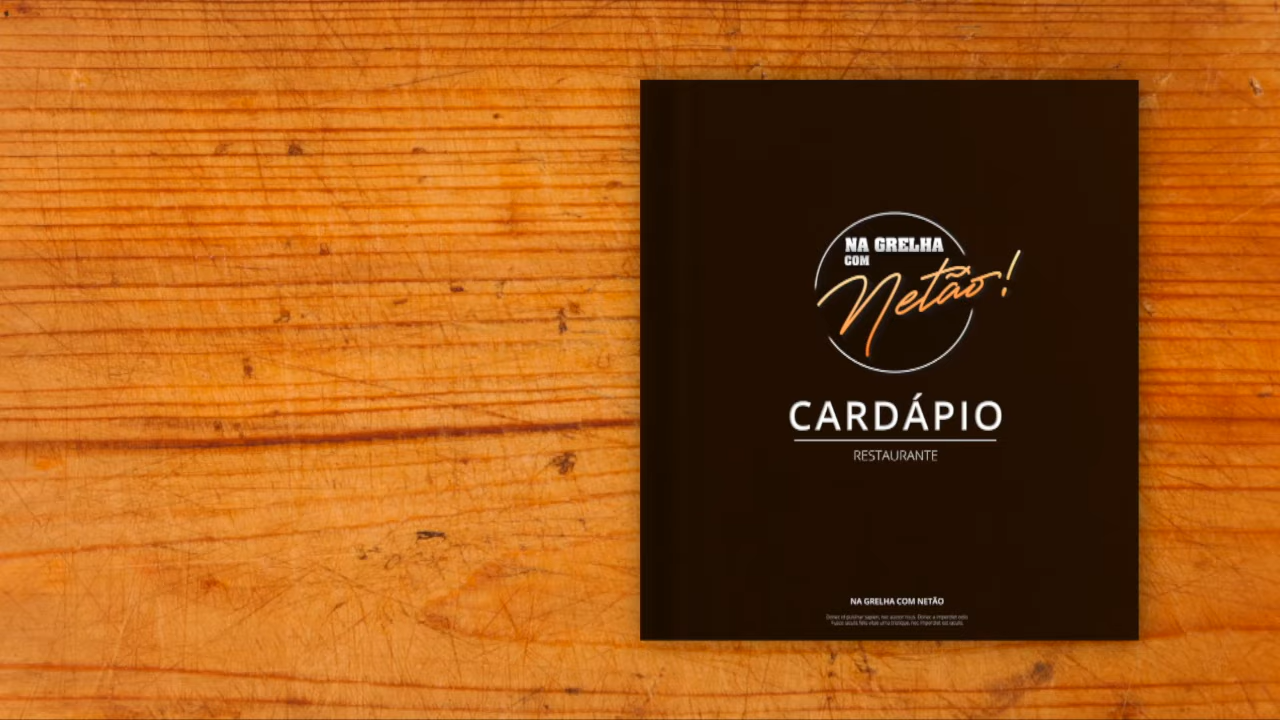 NA GRELHA
COM
Netão!
CARDÁPIO
RESTAURANTE
NA GRELHA COM NETÃO